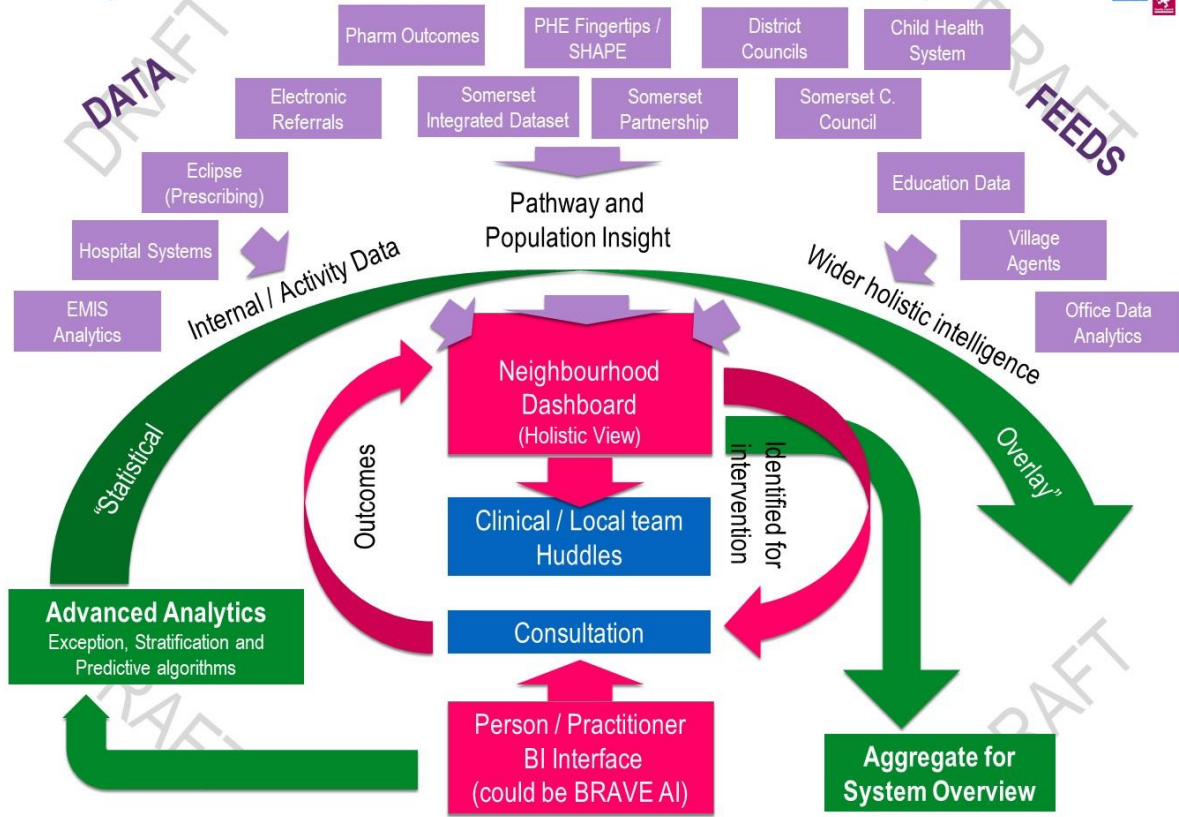 DRAFT
DRAFT
DATA
FEEDS
Pharm Outcomes
PHE Fingertips /
SHAPE
District
Councils
Child Health
System
Electronic
Referrals
Somerset
Integrated Dataset
Somerset
Partnership
Somerset C.
Council
Eclipse
(Prescribing)
Education Data
Hospital Systems
Village
Agents
EMIS
Analytics
Office Data
Analytics
Internal / Activity Data
Pathway and
Population Insight
Wider holistic intelligence
“Statistical
Overlay”
Neighbourhood
Dashboard
(Holistic View)
Outcomes
Identified for
intervention
Clinical / Local team
Huddles
Consultation
Advanced Analytics
Exception, Stratification and
Predictive algorithms
Person / Practitioner
BI Interface
(could be BRAVE AI)
Aggregate for
System Overview
DRAFT
DRAFT